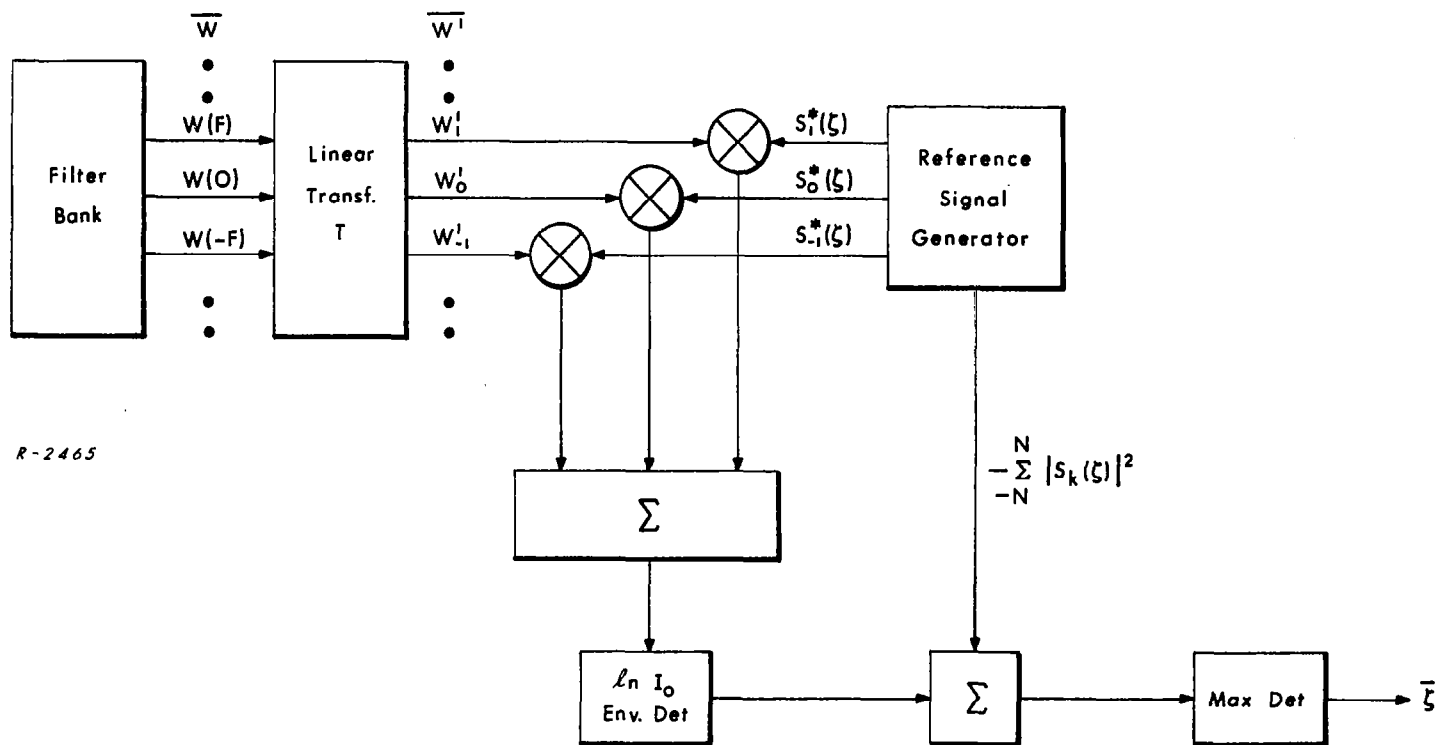 W̅
W̅'̅
Filter
Bank
W(F)
W(O)
W(-F)
Linear
Transf.
T
W'₁
W'₀
W'₋₁
S₁*(ζ)
S₀*(ζ)
S₋₁*(ζ)
Reference
Signal
Generator
R-2465
N
-Σ |Sₖ(ζ)|²
-N
Σ
ℓn I₀
Env. Det
Σ
Max Det
ζ̅